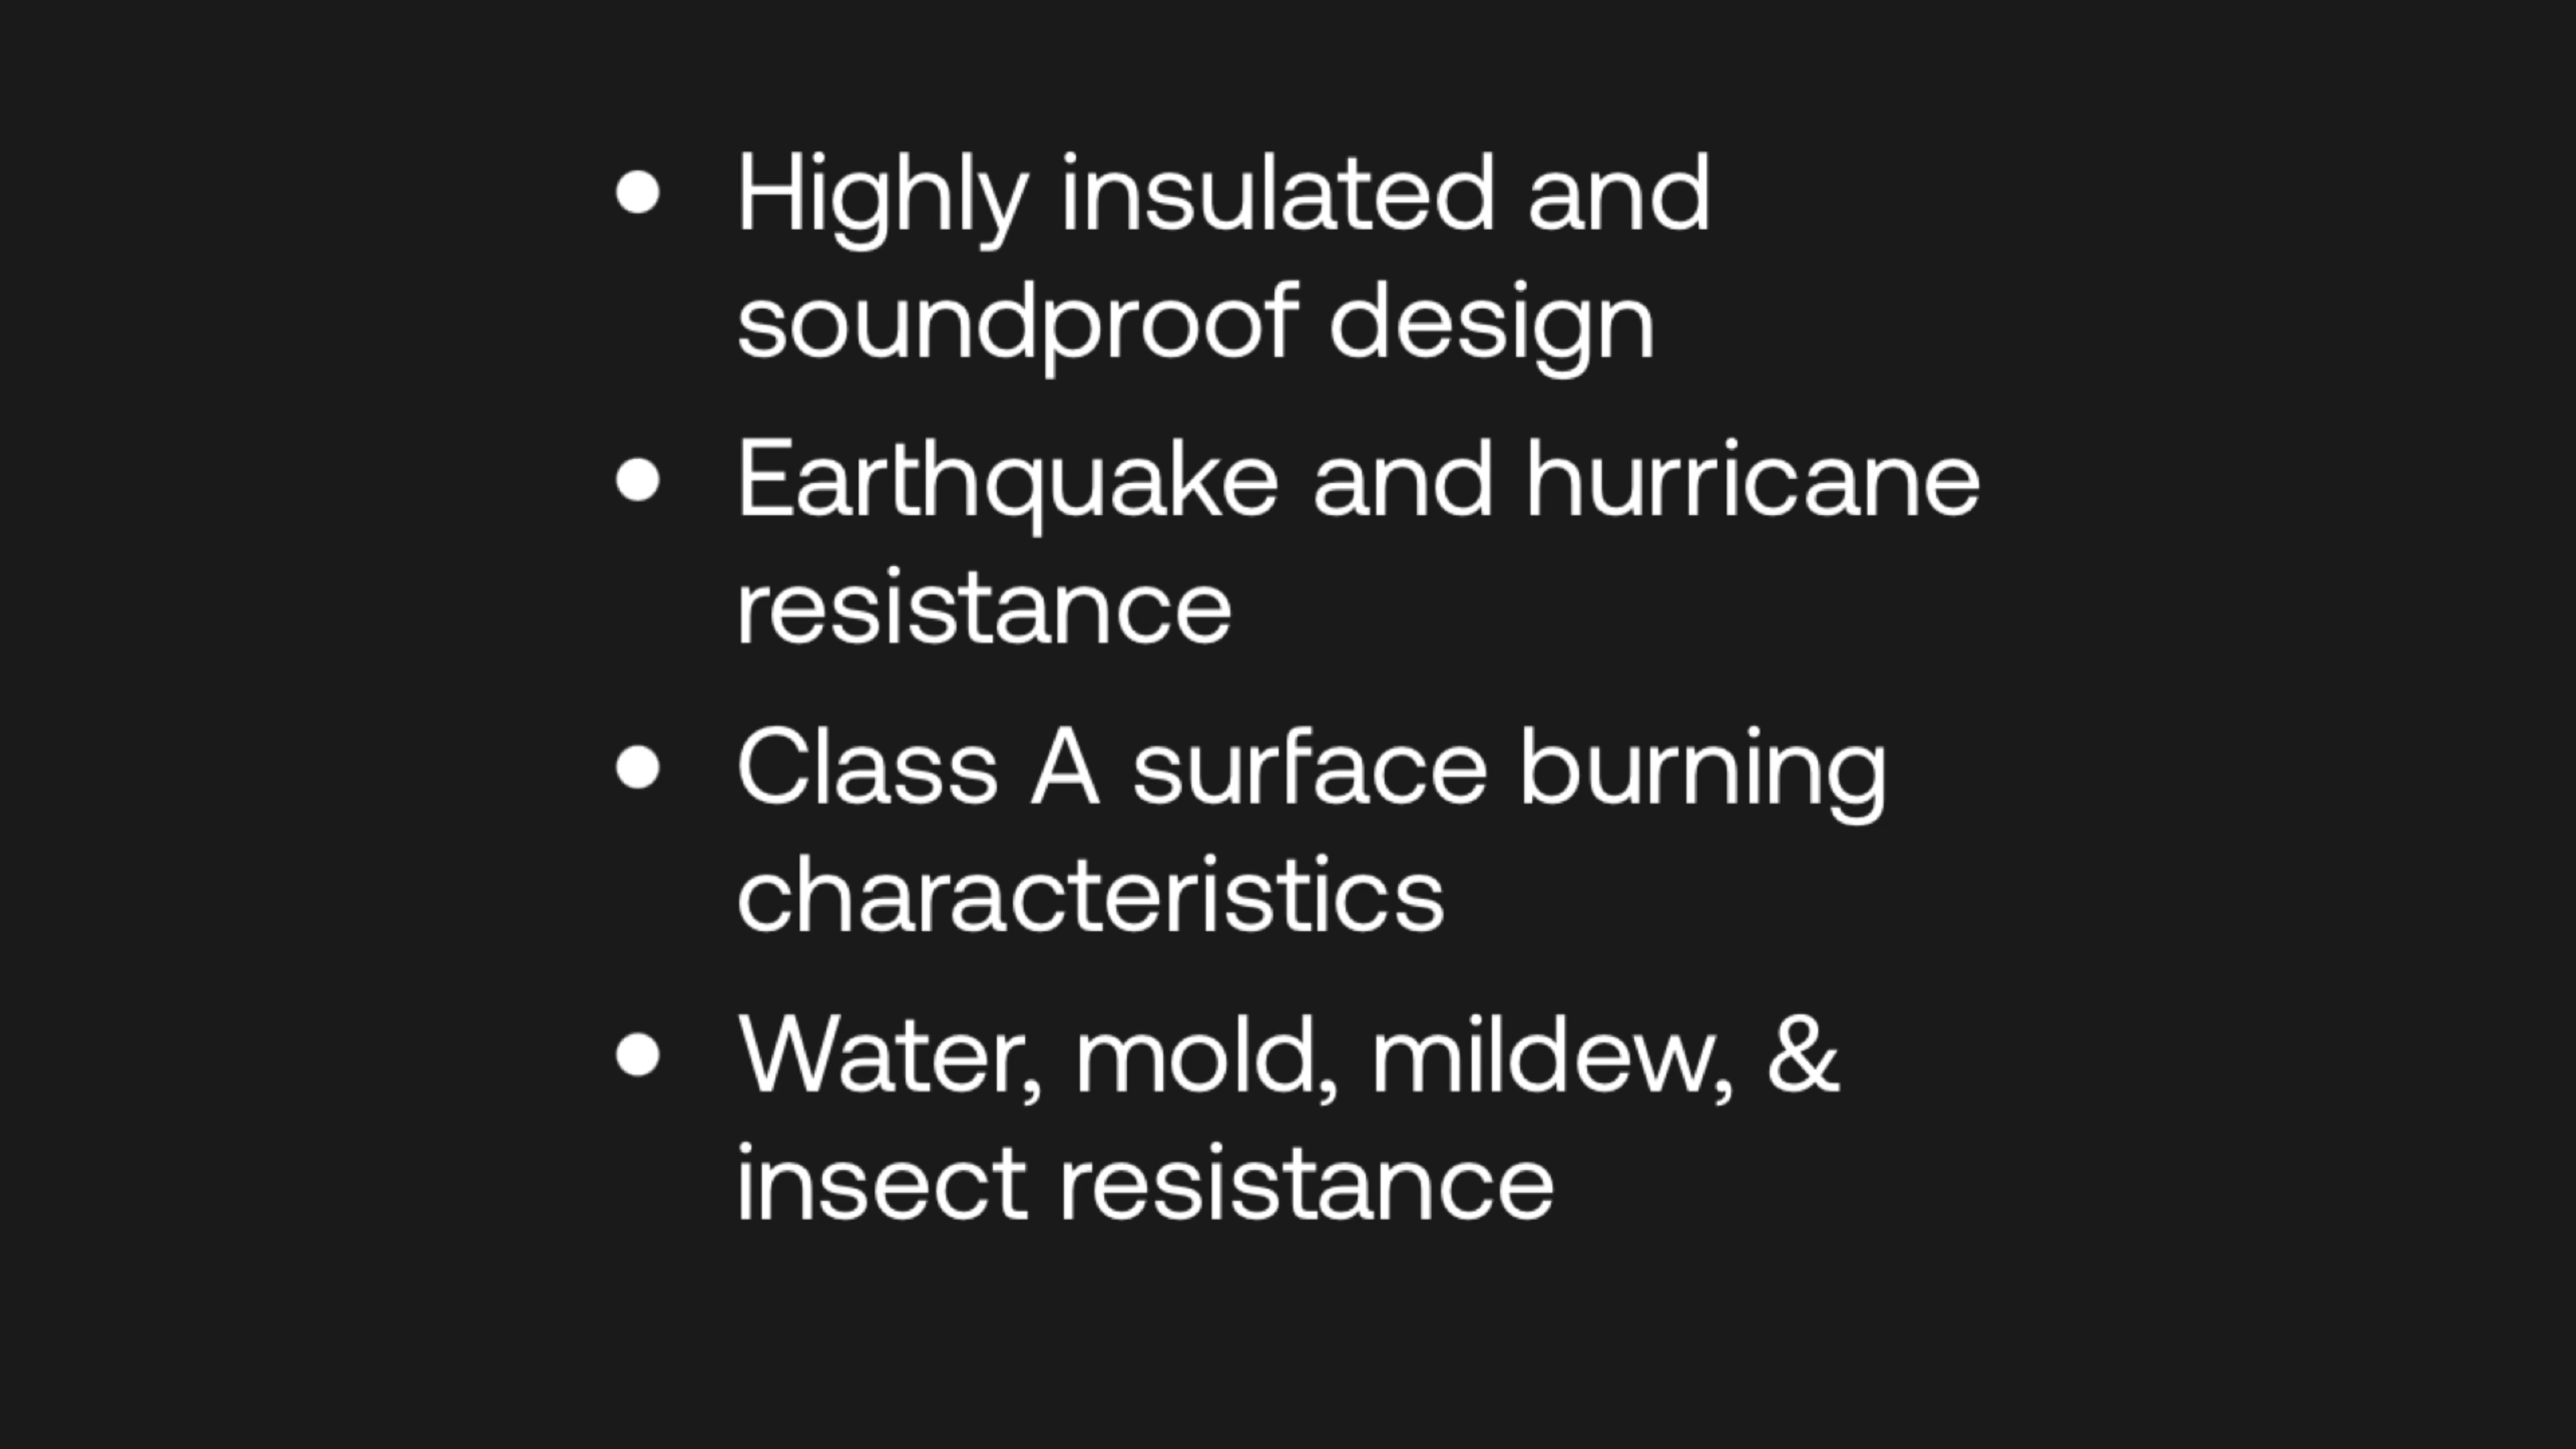 • Highly insulated and
soundproof design
• Earthquake and hurricane
resistance
• Class A surface burning
characteristics
• Water, mold, mildew, &
insect resistance